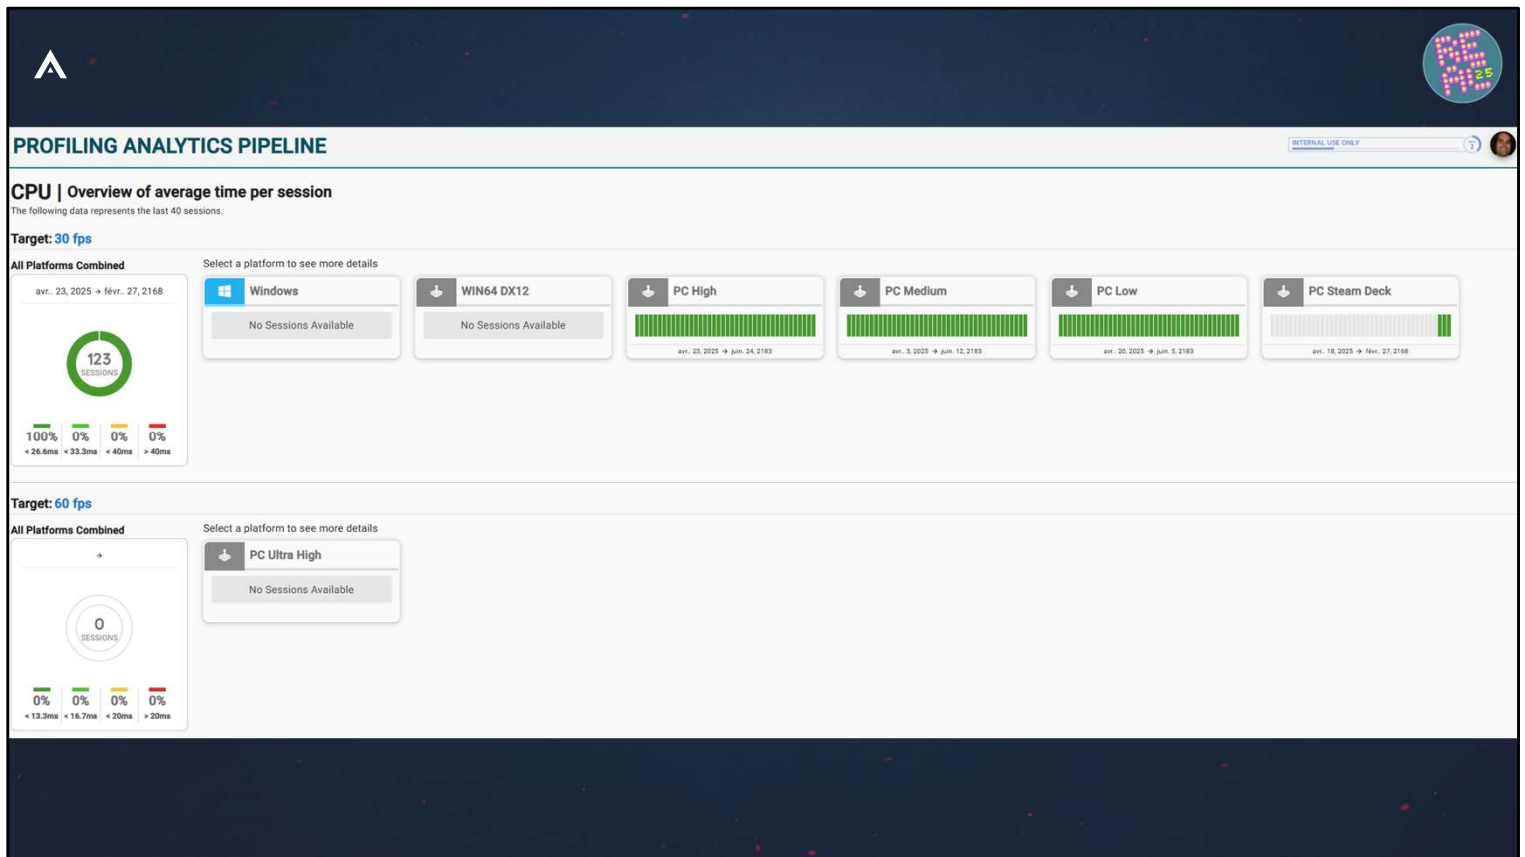 REAC 25
PROFILING ANALYTICS PIPELINE
INTERNAL USE ONLY
2
CPU | Overview of average time per session
The following data represents the last 40 sessions.
Target: 30 fps
All Platforms Combined
avr.. 23, 2025 → févr.. 27, 2168
123
SESSIONS
100% 0% 0% 0%
< 26.6ms < 33.3ms < 40ms > 40ms
Select a platform to see more details
Windows
No Sessions Available
WIN64 DX12
No Sessions Available
PC High
avr.. 23, 2025 → juin. 24, 2183
PC Medium
avr.. 3, 2025 → juin. 12, 2183
PC Low
avr.. 20, 2025 → juin. 5, 2183
PC Steam Deck
avr.. 18, 2025 → févr.. 27, 2168
Target: 60 fps
All Platforms Combined
→
0
SESSIONS
0% 0% 0% 0%
< 13.3ms < 16.7ms < 20ms > 20ms
Select a platform to see more details
PC Ultra High
No Sessions Available